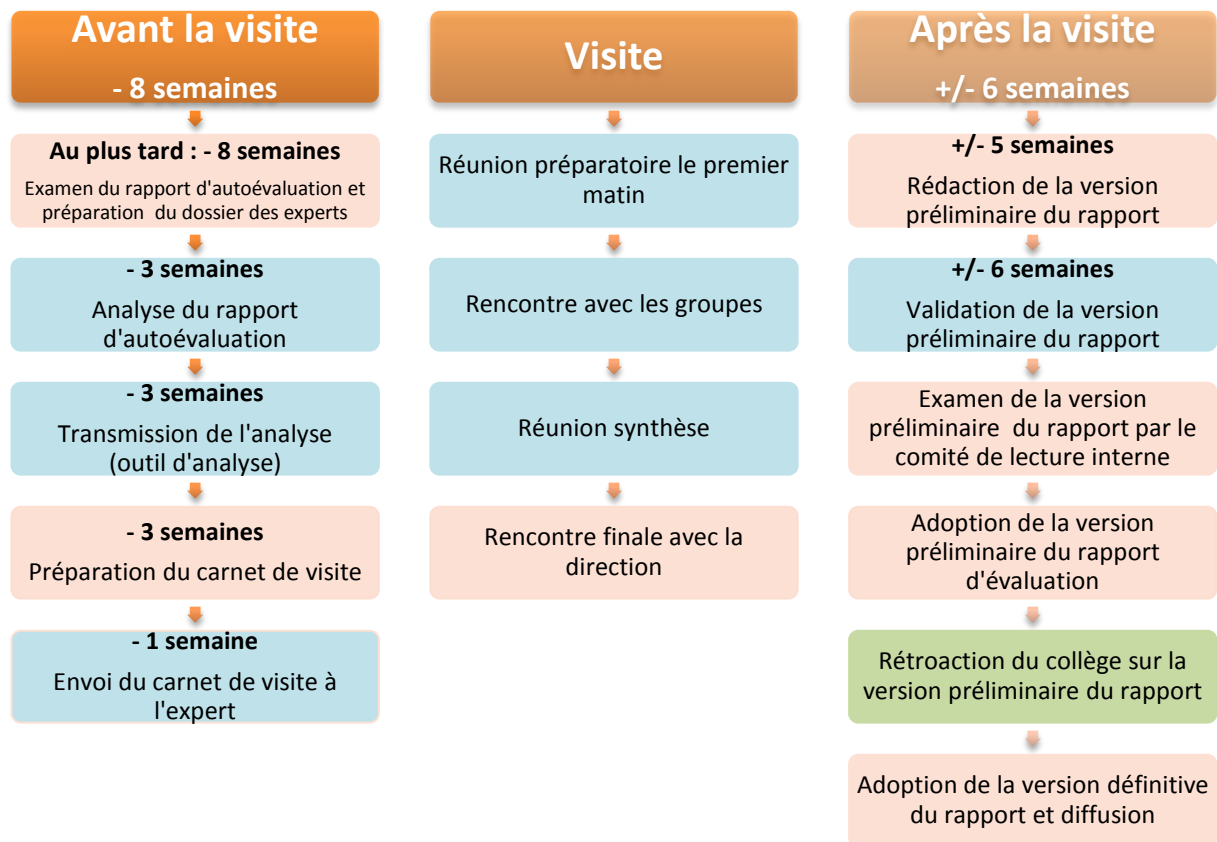 Avant la visite
- 8 semaines
Au plus tard : - 8 semaines
Examen du rapport d'autoévaluation et
préparation du dossier des experts
- 3 semaines
Analyse du rapport
d'autoévaluation
- 3 semaines
Transmission de l'analyse
(outil d'analyse)
- 3 semaines
Préparation du carnet de visite
- 1 semaine
Envoi du carnet de visite à
l'expert
Visite
Réunion préparatoire le premier
matin
Rencontre avec les groupes
Réunion synthèse
Rencontre finale avec la
direction
Après la visite
+/- 6 semaines
+/- 5 semaines
Rédaction de la version
préliminaire du rapport
+/- 6 semaines
Validation de la version
préliminaire du rapport
Examen de la version
préliminaire du rapport par le
comité de lecture interne
Adoption de la version
préliminaire du rapport
d'évaluation
Rétroaction du collège sur la
version préliminaire du rapport
Adoption de la version définitive
du rapport et diffusion